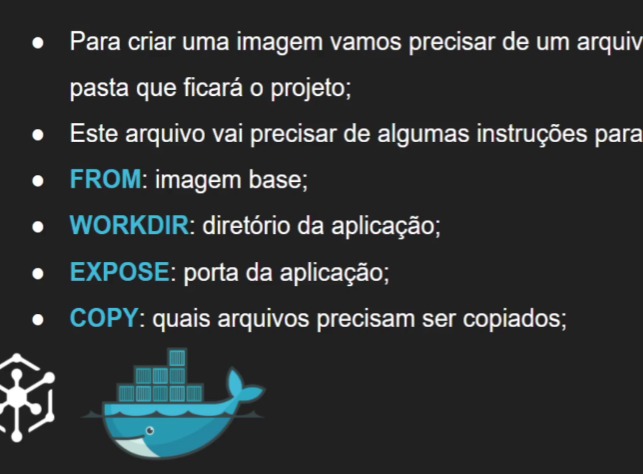 ● Para criar uma imagem vamos precisar de um arquiv
pasta que ficará o projeto;
● Este arquivo vai precisar de algumas instruções para
● FROM: imagem base;
● WORKDIR: diretório da aplicação;
● EXPOSE: porta da aplicação;
● COPY: quais arquivos precisam ser copiados;